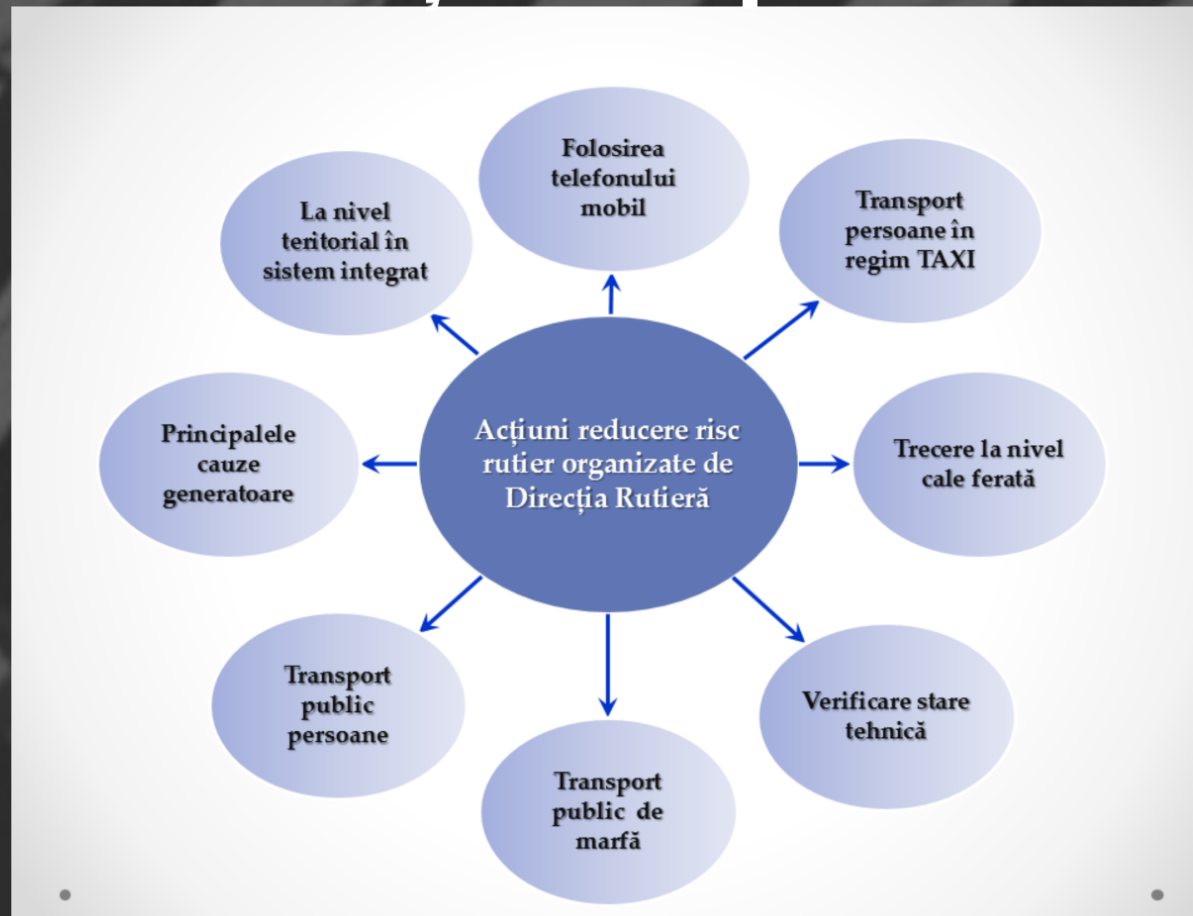 Folosirea
telefonului
mobil
Transport
persoane în
regim TAXI
La nivel
teritorial în
sistem integrat
Acțiuni reducere risc
rutier organizate de
Direcția Rutieră
Principalele
cauze
generatoare
Trecere la nivel
cale ferată
Transport
public
persoane
Verificare stare
tehnică
Transport
public de
marfă